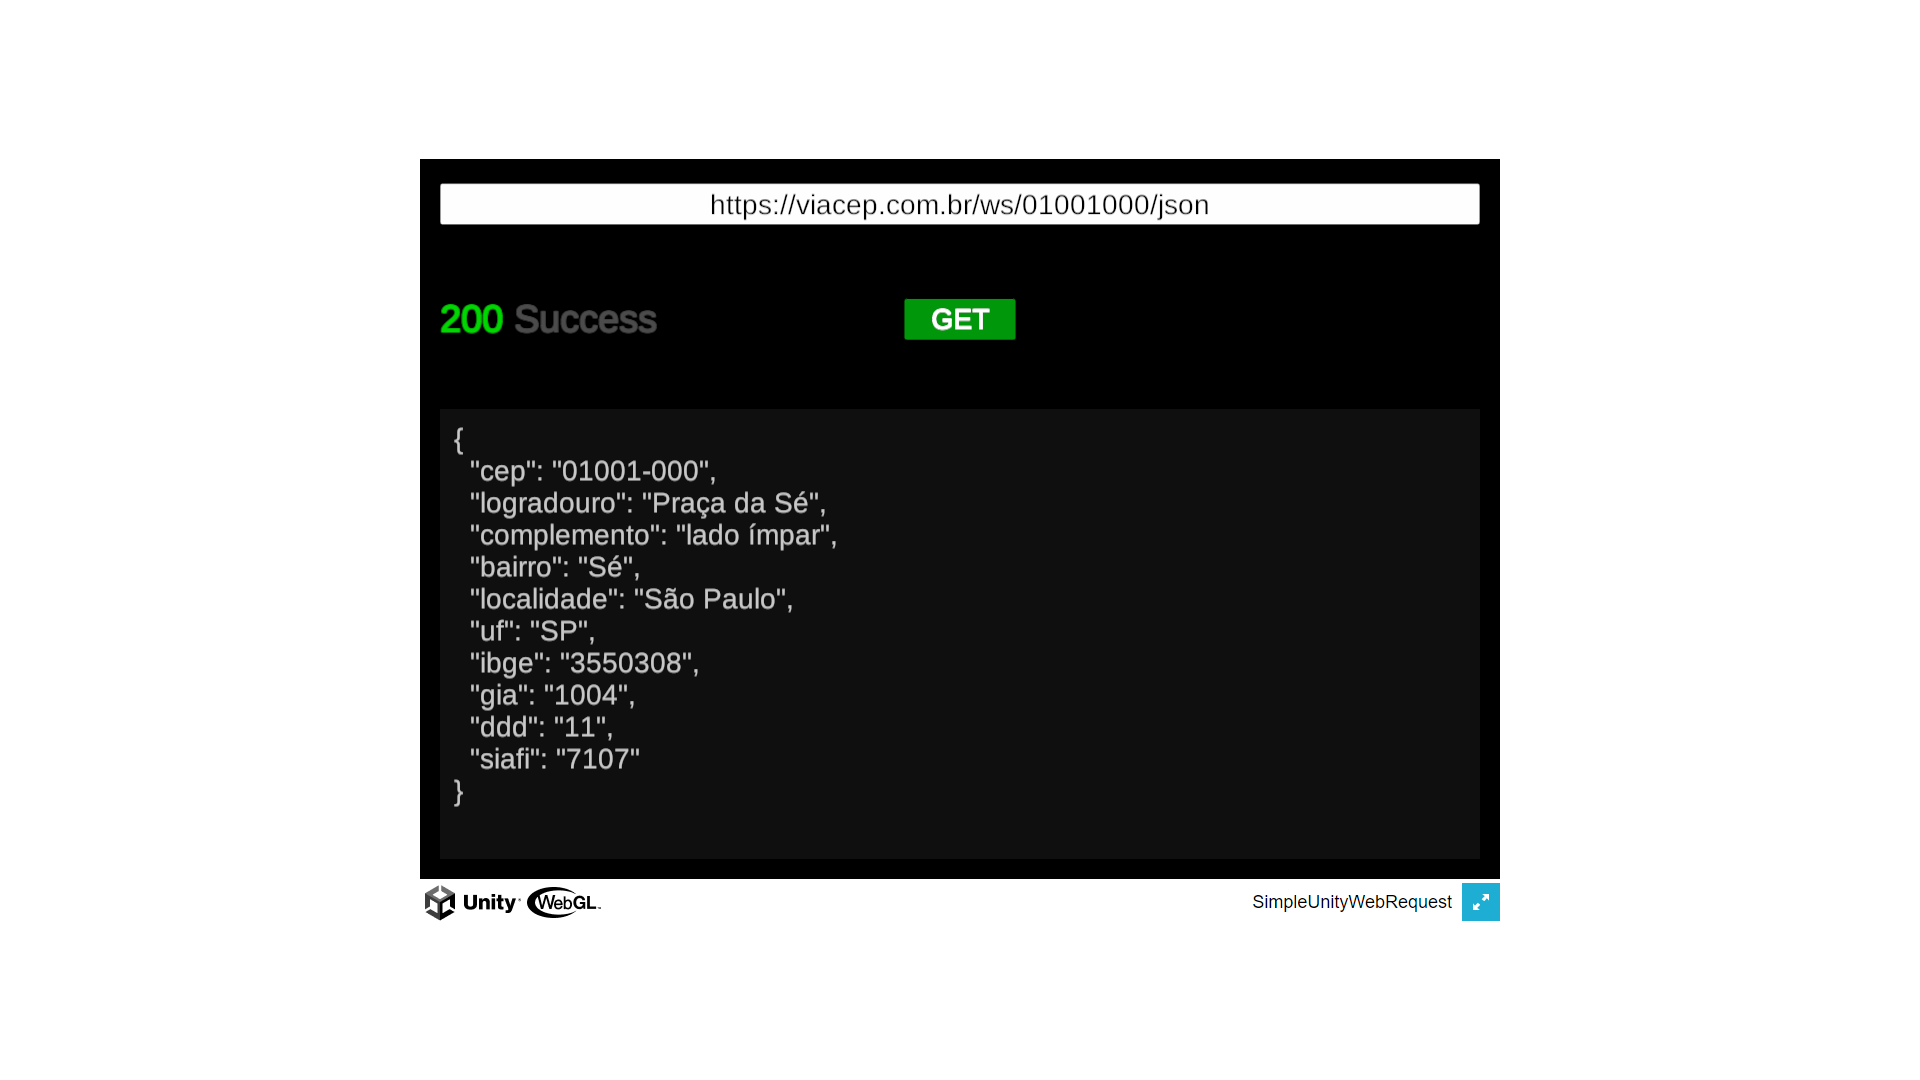 https://viacep.com.br/ws/01001000/json
200 Success
GET
{
  "cep": "01001-000",
  "logradouro": "Praça da Sé",
  "complemento": "lado ímpar",
  "bairro": "Sé",
  "localidade": "São Paulo",
  "uf": "SP",
  "ibge": "3550308",
  "gia": "1004",
  "ddd": "11",
  "siafi": "7107"
}
Unity WebGL
SimpleUnityWebRequest